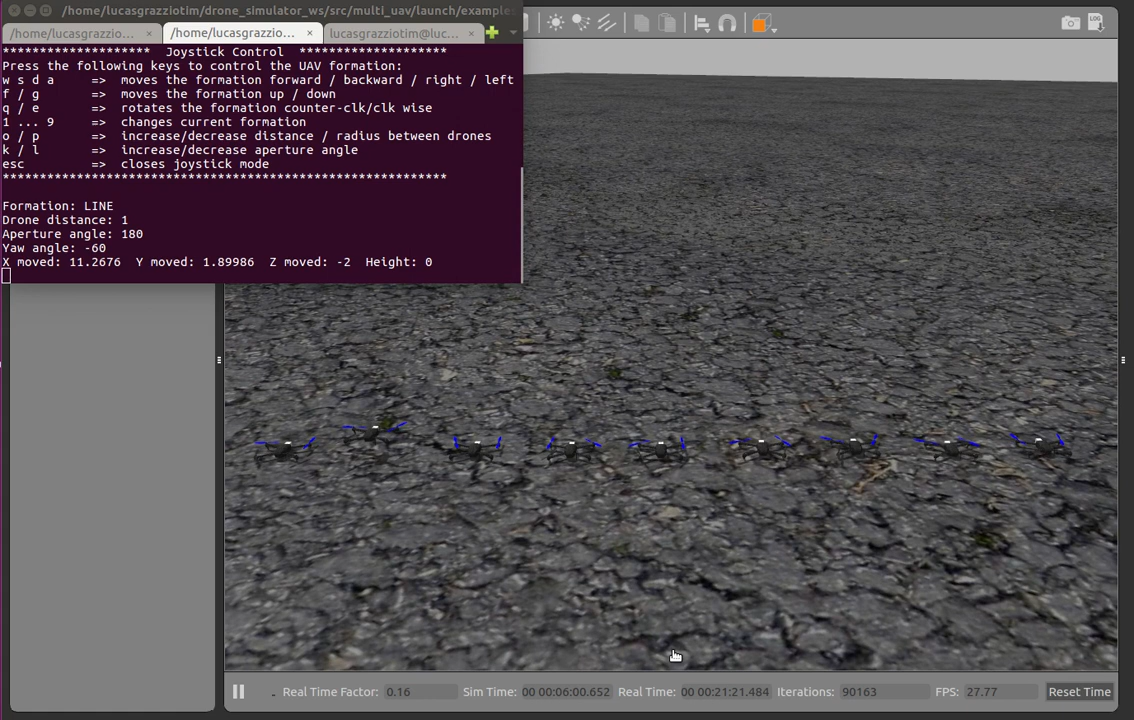 /home/lucasgrazziotim/drone_simulator_ws/src/multi_uav/launch/example
/home/lucasgrazzio... × /home/lucasgrazzio... × lucasgrazziotim@luc... ×
******************** Joystick Control ********************
Press the following keys to control the UAV formation:
w s d a => moves the formation forward / backward / right / left
f / g => moves the formation up / down
q / e => rotates the formation counter-clk/clk wise
1 ... 9 => changes current formation
o / p => increase/decrease distance / radius between drones
k / l => increase/decrease aperture angle
esc => closes joystick mode
************************************************************
Formation: LINE
Drone distance: 1
Aperture angle: 180
Yaw angle: -60
X moved: 11.2676 Y moved: 1.89986 Z moved: -2 Height: 0
LOG
Real Time Factor: 0.16 Sim Time: 00 00:06:00.652 Real Time: 00 00:21:21.484 Iterations: 90163 FPS: 27.77 Reset Time